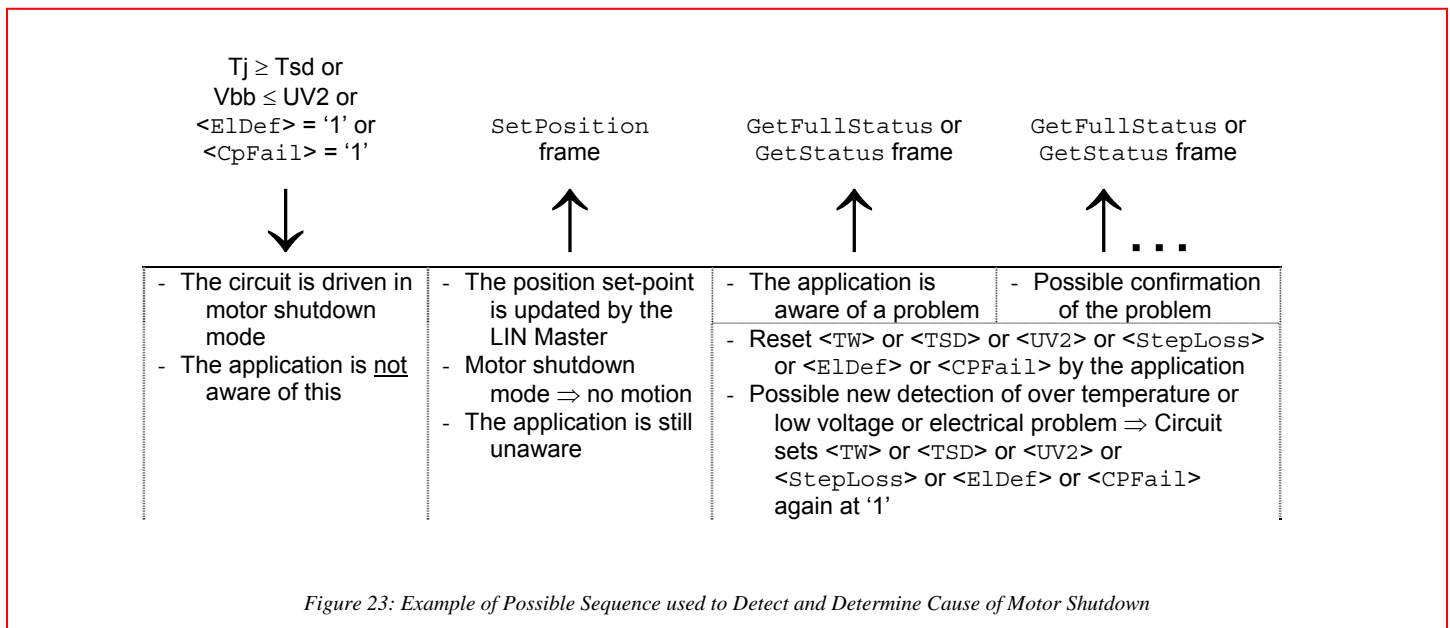 Tj ≥ Tsd or
Vbb ≤ UV2 or
<ElDef> = ‘1’ or
<CpFail> = ‘1’
SetPosition
frame
GetFullStatus or
GetStatus frame
GetFullStatus or
GetStatus frame
...
- The circuit is driven in
motor shutdown
mode
- The application is not
aware of this
- The position set-point
is updated by the
LIN Master
- Motor shutdown
mode ⇒ no motion
- The application is still
unaware
- The application is
aware of a problem
- Possible confirmation
of the problem
- Reset <TW> or <TSD> or <UV2> or <StepLoss>
or <ElDef> or <CPFail> by the application
- Possible new detection of over temperature or
low voltage or electrical problem ⇒ Circuit
sets <TW> or <TSD> or <UV2> or
<StepLoss> or <ElDef> or <CPFail>
again at ‘1’
Figure 23: Example of Possible Sequence used to Detect and Determine Cause of Motor Shutdown